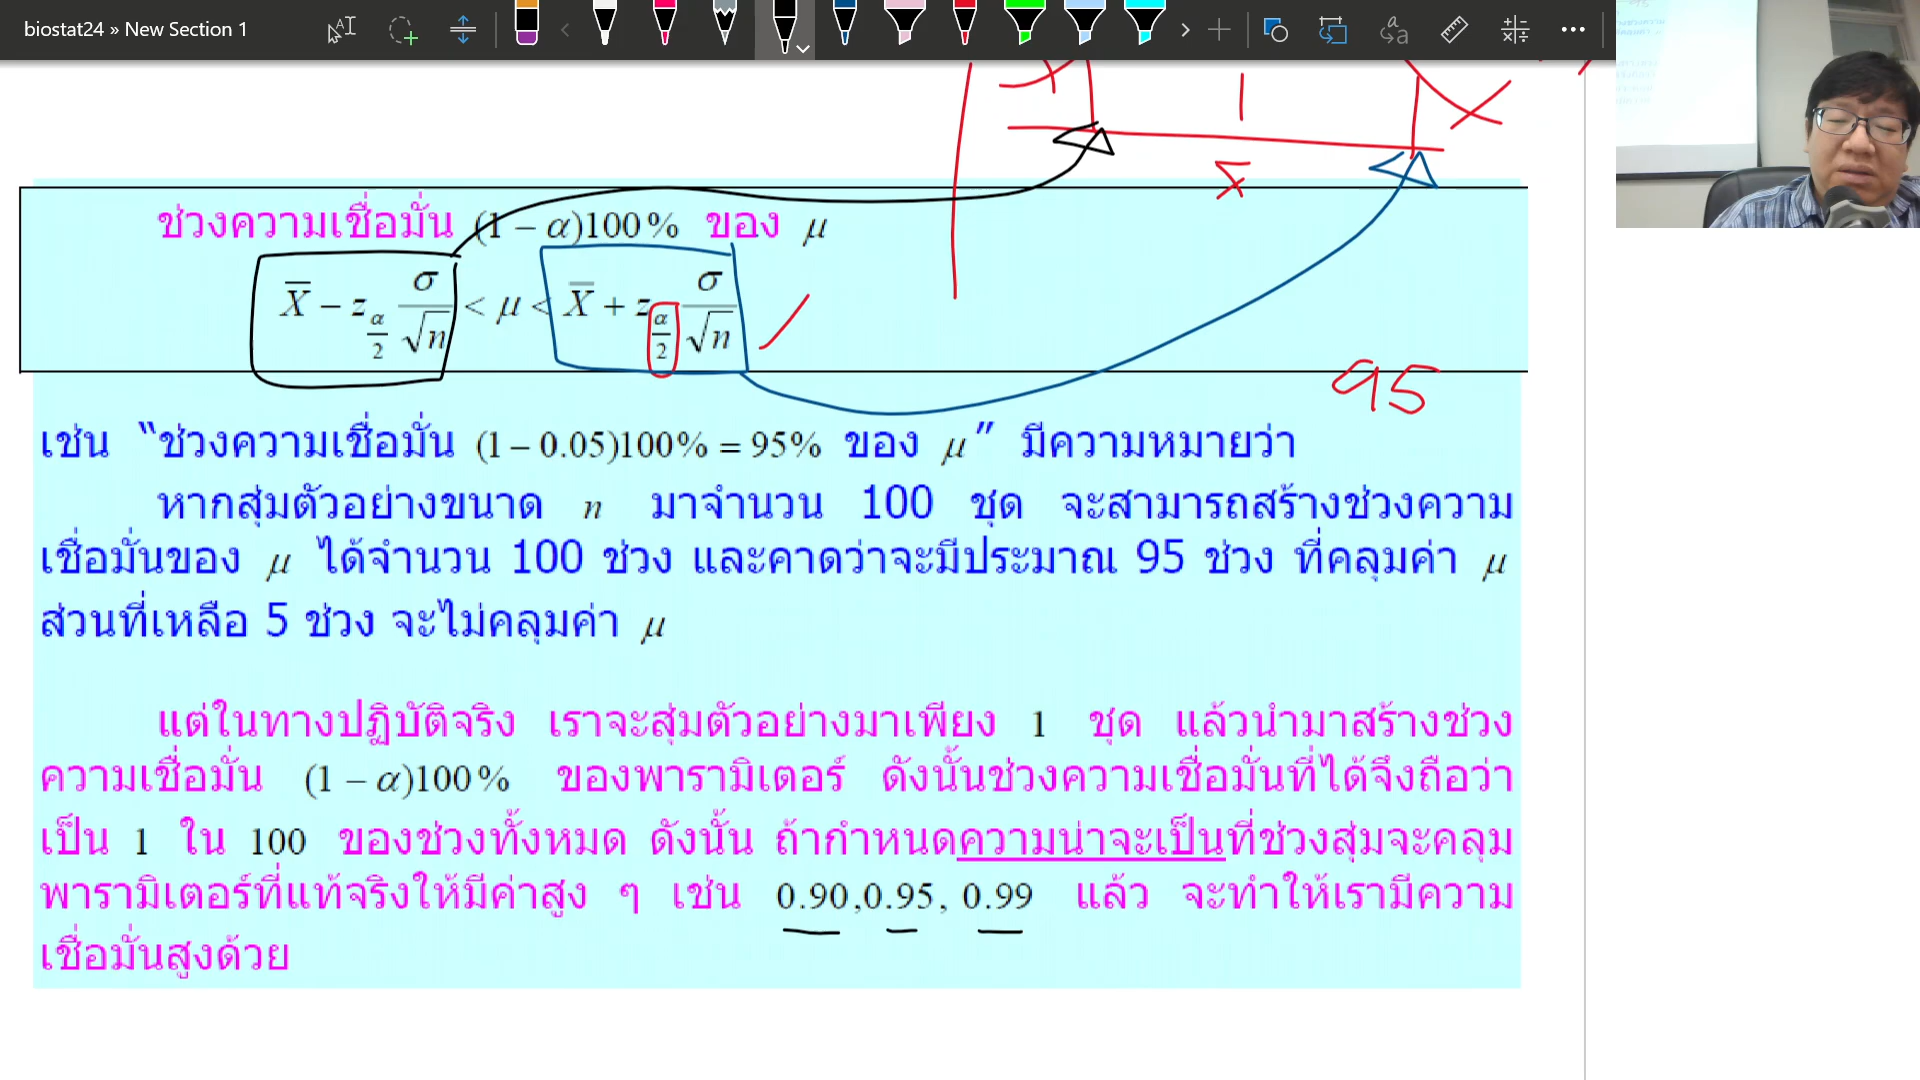 biostat24 » New Section 1
1
x̄
ช่วงความเชื่อมั่น (1 − α)100% ของ μ
X̄ − z_{α/2} σ/√n < μ < X̄ + z_{α/2} σ/√n
95
เช่น “ช่วงความเชื่อมั่น (1 − 0.05)100% = 95% ของ μ” มีความหมายว่า
หากสุ่มตัวอย่างขนาด n มาจำนวน 100 ชุด จะสามารถสร้างช่วงความ
เชื่อมั่นของ μ ได้จำนวน 100 ช่วง และคาดว่าจะมีประมาณ 95 ช่วง ที่คลุมค่า μ
ส่วนที่เหลือ 5 ช่วง จะไม่คลุมค่า μ
แต่ในทางปฏิบัติจริง เราจะสุ่มตัวอย่างมาเพียง 1 ชุด แล้วนำมาสร้างช่วง
ความเชื่อมั่น (1 − α)100% ของพารามิเตอร์ ดังนั้นช่วงความเชื่อมั่นที่ได้จึงถือว่า
เป็น 1 ใน 100 ของช่วงทั้งหมด ดังนั้น ถ้ากำหนดความน่าจะเป็นที่ช่วงสุ่มจะคลุม
พารามิเตอร์ที่แท้จริงให้มีค่าสูง ๆ เช่น 0.90,0.95, 0.99 แล้ว จะทำให้เรามีความ
เชื่อมั่นสูงด้วย